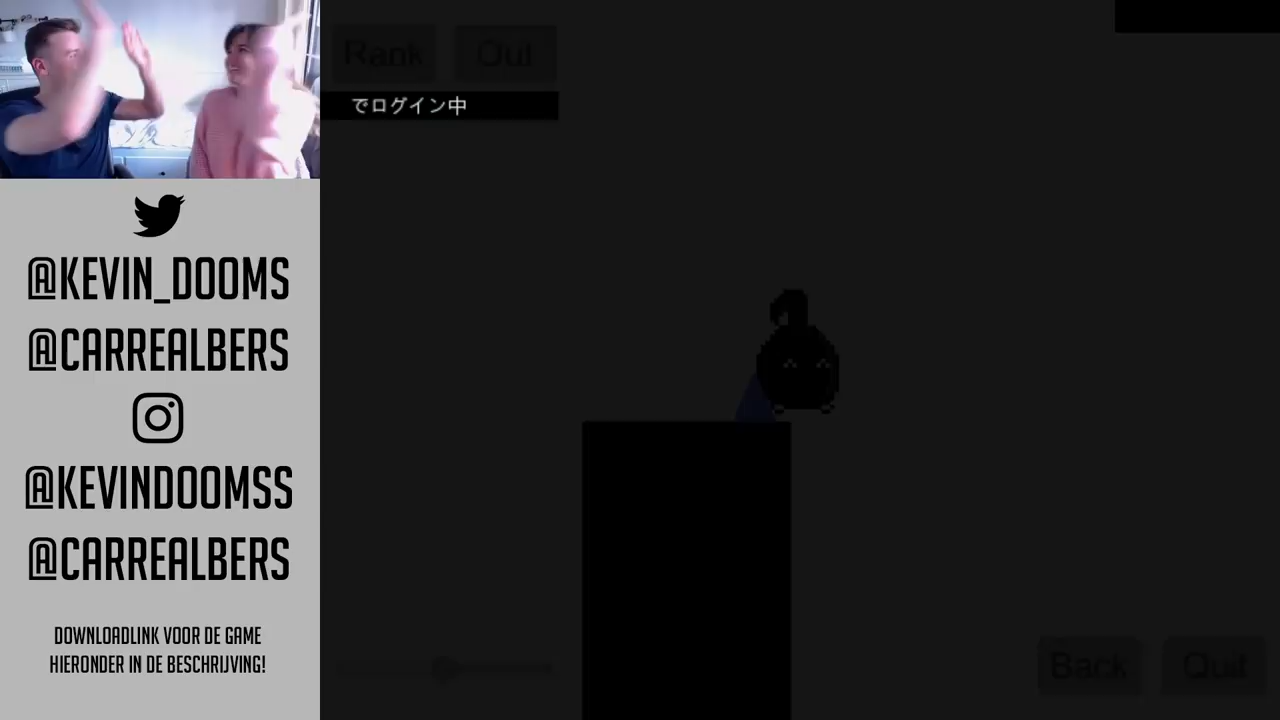 Rank Out
でログイン中
@KEVIN_DOOMS
@CARREALBERS
@KEVINDOOMSS
@CARREALBERS
DOWNLOADLINK VOOR DE GAME
HIERONDER IN DE BESCHRIJVING!
Back Quit